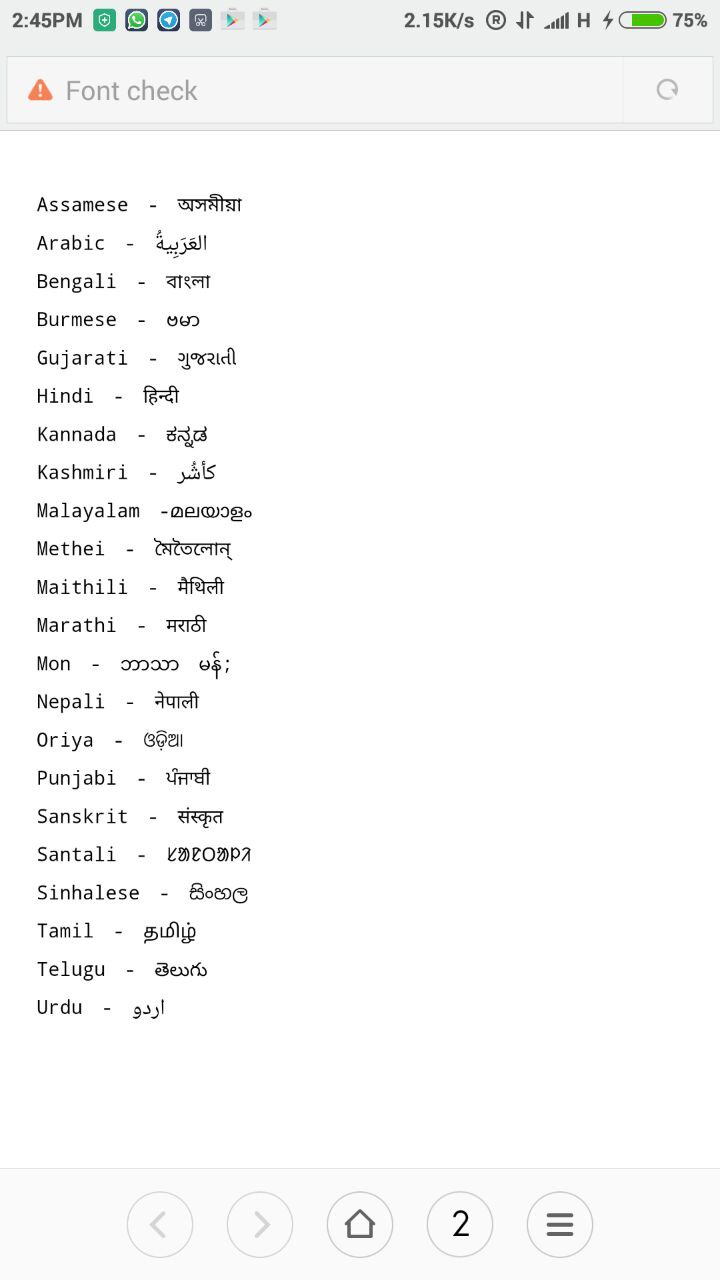 2:45PM 2.15K/s R H 75%
Font check
Assamese - অসমীয়া
Arabic - العَرَبِيةُ
Bengali - বাংলা
Burmese - ဗမာ
Gujarati - ગુજરાતી
Hindi - हिन्दी
Kannada - ಕನ್ನಡ
Kashmiri - كأشُر
Malayalam -മലയാളം
Methei - মৈতৈলোন্
Maithili - मैथिली
Marathi - मराठी
Mon - ဘာသာ မန်;
Nepali - नेपाली
Oriya - ଓଡ଼ିଆ
Punjabi - ਪੰਜਾਬੀ
Sanskrit - संस्कृत
Santali - ᱥᱟᱱᱛᱟᱲᱤ
Sinhalese - සිංහල
Tamil - தமிழ்
Telugu - తెలుగు
Urdu - اردو
2